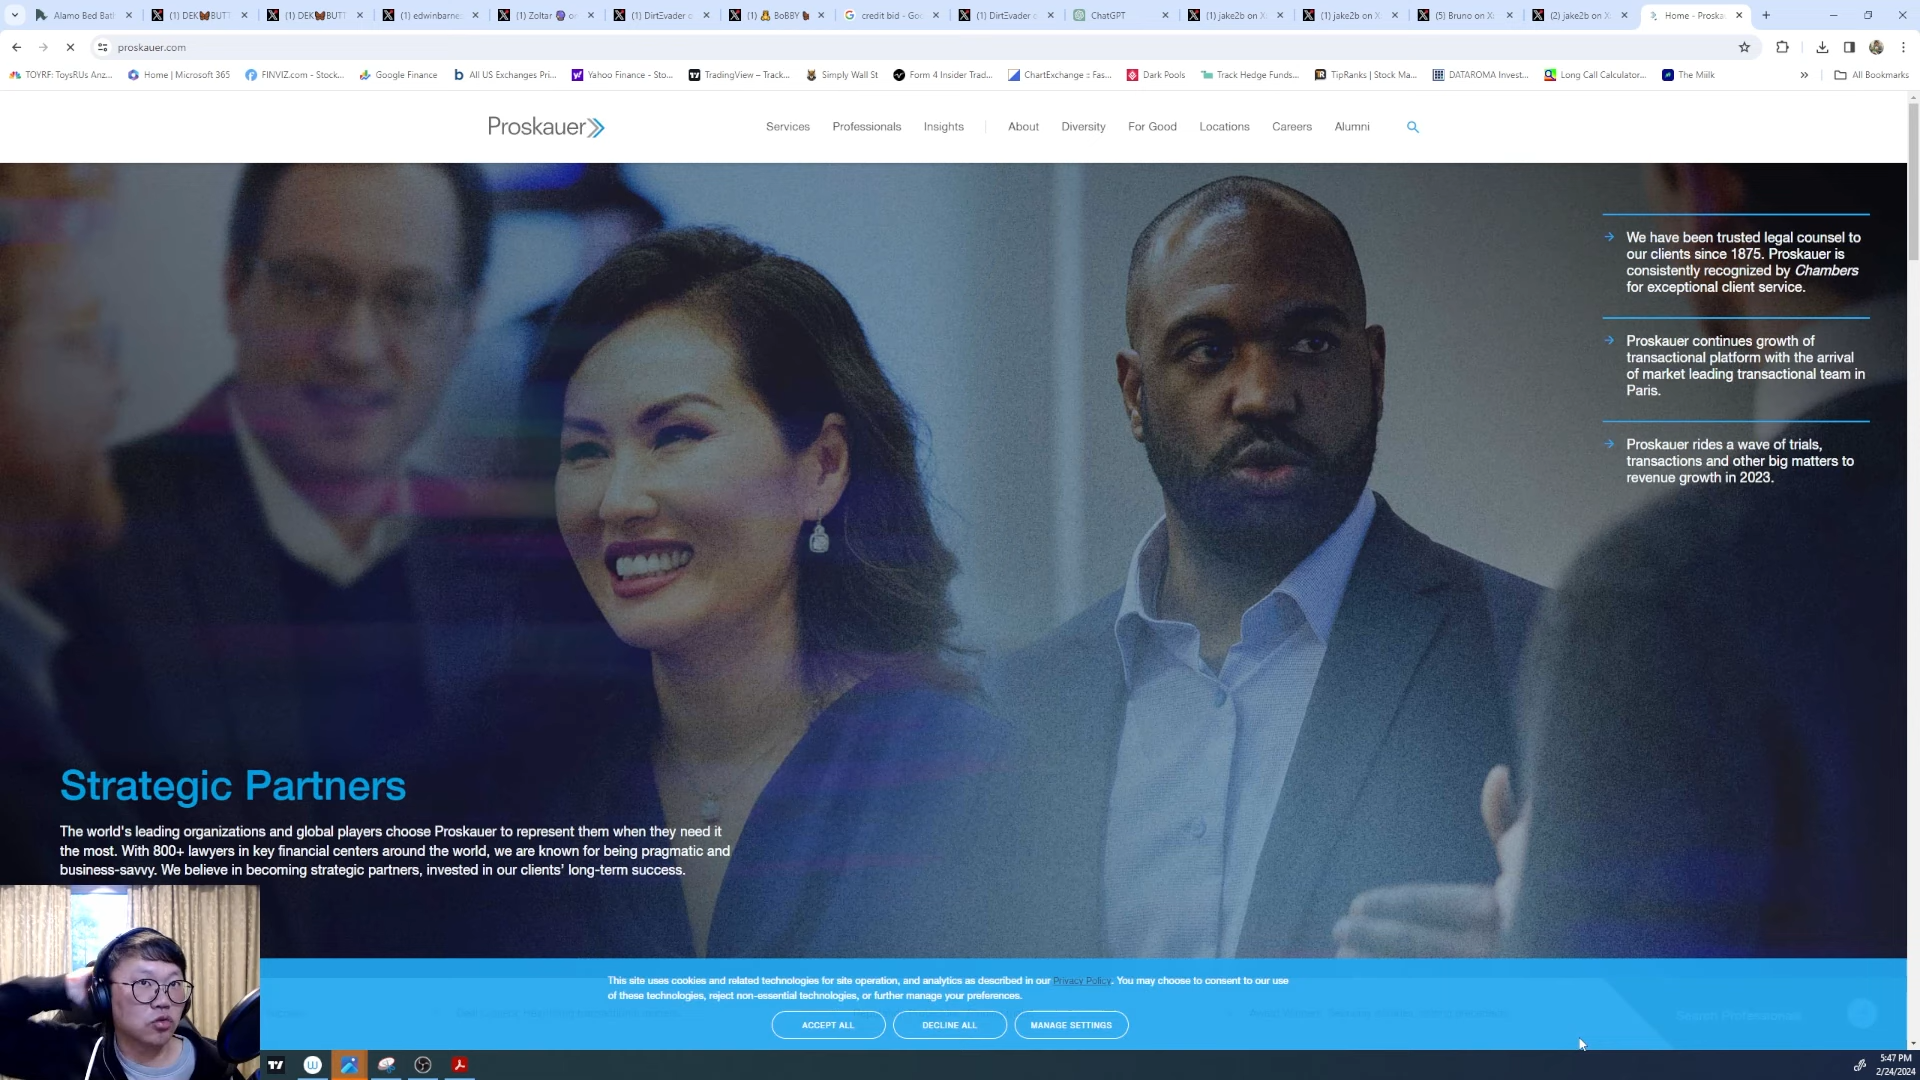 Alamo Bed Bat
(1) DEK🦋BUTT
(1) DEK🦋BUTT
(1) edwinbarne
(1) Zoltar
(1) DirtΞvader
(1) BoBBY
credit bid - Go
(1) DirtΞvader
ChatGPT
(1) jake2b on X
(1) jake2b on X
(5) Bruno on X
(2) jake2b on X
Home - Proska
proskauer.com
TOYRF: ToysRUs Anz...
Home | Microsoft 365
FINVIZ.com - Stock...
Google Finance
All US Exchanges Pri...
Yahoo Finance - Sto...
TradingView – Track...
Simply Wall St
Form 4 Insider Trad...
ChartExchange :: Fas...
Dark Pools
Track Hedge Funds...
TipRanks | Stock Ma...
DATAROMA Invest...
Long Call Calculator...
The Miilk
»
All Bookmarks
Proskauer
Services
Professionals
Insights
About
Diversity
For Good
Locations
Careers
Alumni
We have been trusted legal counsel to
our clients since 1875. Proskauer is
consistently recognized by Chambers
for exceptional client service.
Proskauer continues growth of
transactional platform with the arrival
of market leading transactional team in
Paris.
Proskauer rides a wave of trials,
transactions and other big matters to
revenue growth in 2023.
Strategic Partners
The world's leading organizations and global players choose Proskauer to represent them when they need it
the most. With 800+ lawyers in key financial centers around the world, we are known for being pragmatic and
business-savvy. We believe in becoming strategic partners, invested in our clients' long-term success.
This site uses cookies and related technologies for site operation, and analytics as described in our Privacy Policy. You may choose to consent to our use
of these technologies, reject non-essential technologies, or further manage your preferences.
ACCEPT ALL
DECLINE ALL
MANAGE SETTINGS
5:47 PM
2/24/2024